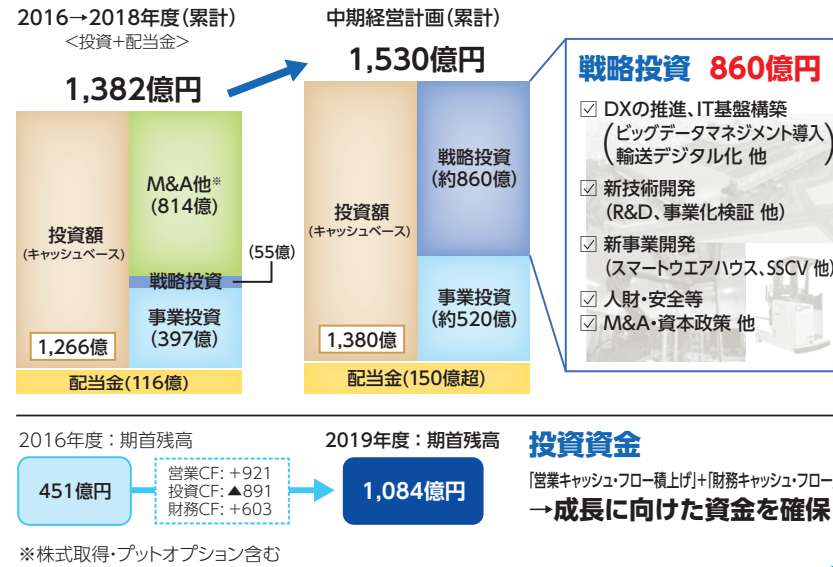 2016→2018年度(累計)
<投資+配当金>
1,382億円
投資額
(キャッシュベース)
1,266億
M&A他※
(814億)
戦略投資
(55億)
事業投資
(397億)
配当金(116億)
中期経営計画(累計)
1,530億円
投資額
(キャッシュベース)
1,380億
戦略投資
(約860億)
事業投資
(約520億)
配当金(150億超)
戦略投資 860億円
☑ DXの推進、IT基盤構築
(ビッグデータマネジメント導入
輸送デジタル化 他)
☑ 新技術開発
(R&D、事業化検証 他)
☑ 新事業開発
(スマートウエアハウス、SSCV 他)
☑ 人財・安全等
☑ M&A・資本政策 他
2016年度：期首残高
451億円
営業CF: +921
投資CF: ▲891
財務CF: +603
2019年度：期首残高
1,084億円
投資資金
「営業キャッシュ・フロー積上げ」+「財務キャッシュ・フロー」
→成長に向けた資金を確保
※株式取得・プットオプション含む